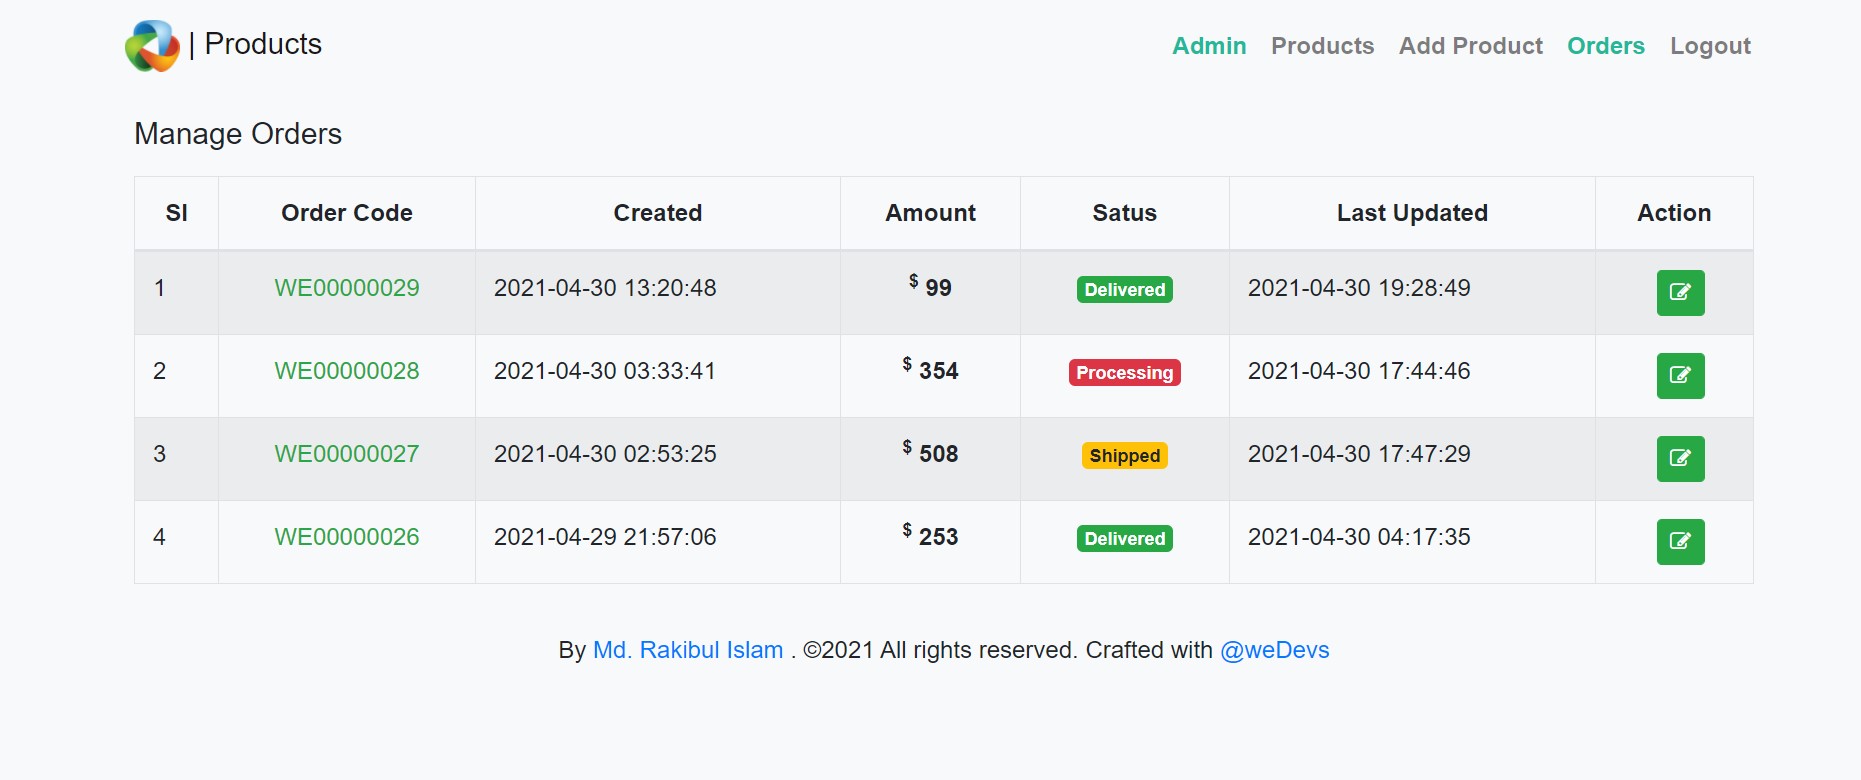 | Products Admin Products Add Product Orders Logout
Manage Orders
Sl Order Code Created Amount Satus Last Updated Action
1 WE00000029 2021-04-30 13:20:48 $ 99 Delivered 2021-04-30 19:28:49
2 WE00000028 2021-04-30 03:33:41 $ 354 Processing 2021-04-30 17:44:46
3 WE00000027 2021-04-30 02:53:25 $ 508 Shipped 2021-04-30 17:47:29
4 WE00000026 2021-04-29 21:57:06 $ 253 Delivered 2021-04-30 04:17:35
By Md. Rakibul Islam . ©2021 All rights reserved. Crafted with @weDevs